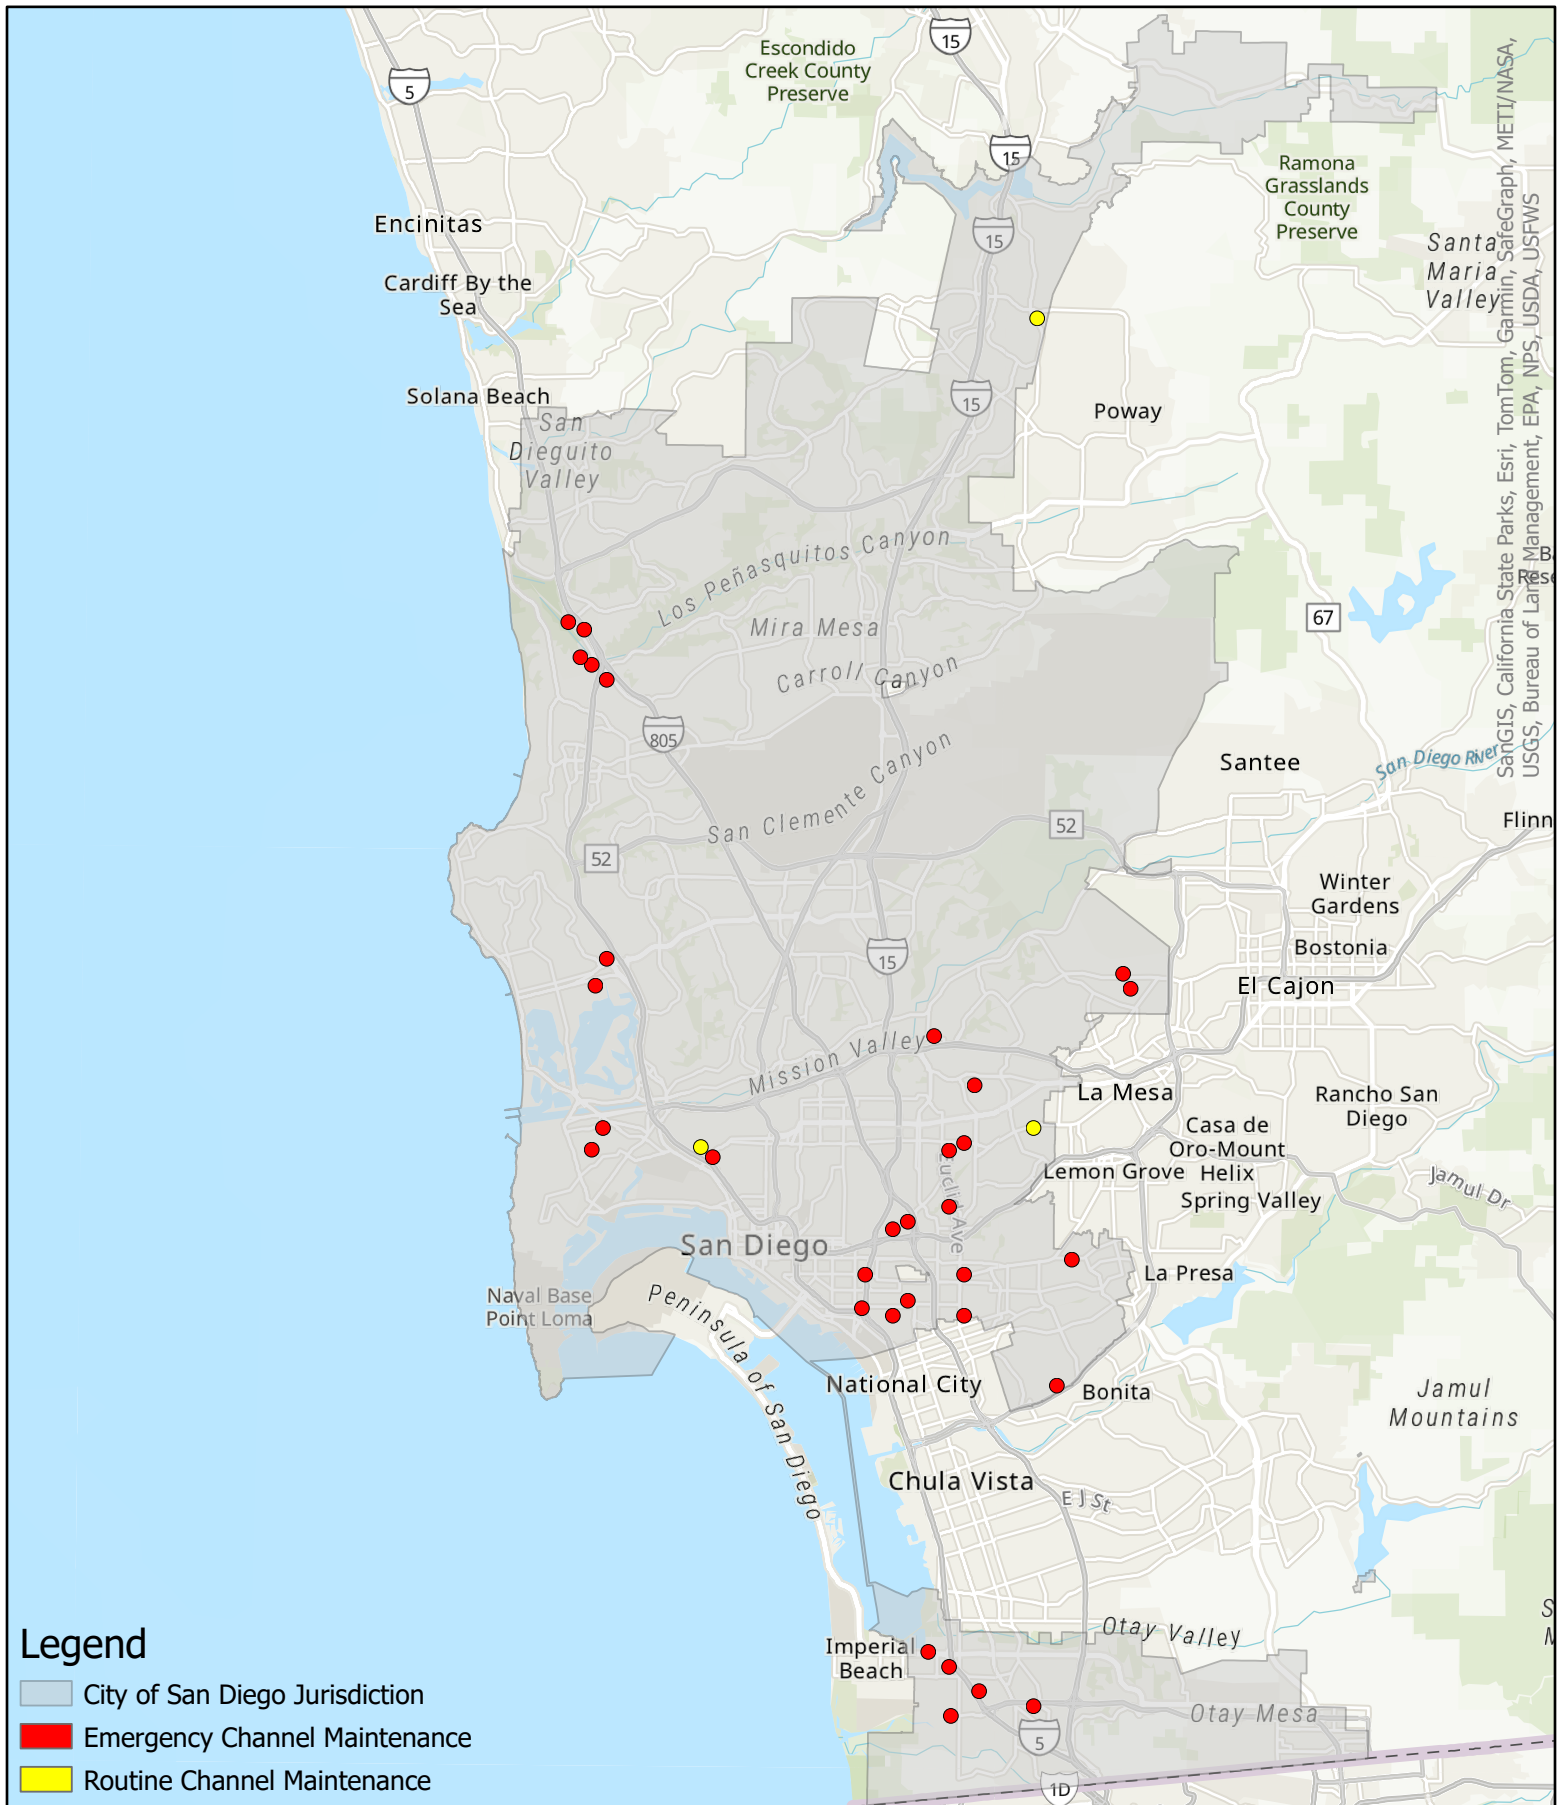 15
Escondido
Creek County
Preserve
5
15
Ramona
Grasslands
County
Preserve
Encinitas
15
Santa
Maria
Valley
Cardiff By the
Sea
Solana Beach
15
Poway
San
Dieguito
Valley
Los Peñasquitos Canyon
Mira Mesa
67
Carroll Canyon
805
San Clemente Canyon
Santee
San Diego River
52
52
Flinn
Winter
Gardens
Bostonia
15
El Cajon
Mission Valley
La Mesa
Rancho San
Diego
Casa de
Oro-Mount
Helix
Lemon Grove
Spring Valley
Jamul Dr
Euclid Ave
San Diego
La Presa
Naval Base
Point Loma
Peninsula of San Diego
National City
Bonita
Jamul
Mountains
Chula Vista
E J St
Otay Valley
Imperial
Beach
Otay Mesa
5
1D
SanGIS, California State Parks, Esri, TomTom, Garmin, SafeGraph, METI/NASA,
USGS, Bureau of Land Management, EPA, NPS, USDA, USFWS
Legend
City of San Diego Jurisdiction
Emergency Channel Maintenance
Routine Channel Maintenance